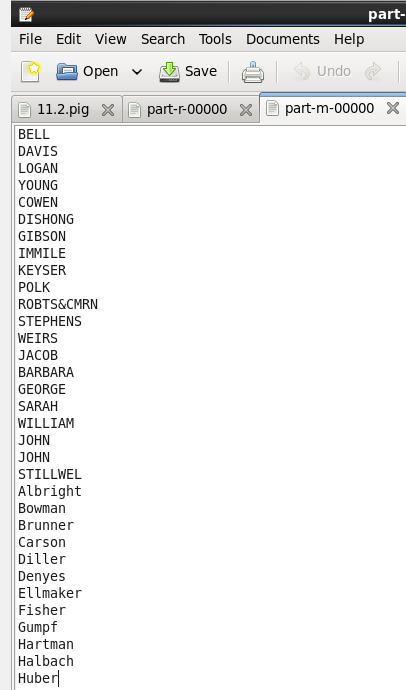 part-
File Edit View Search Tools Documents Help
Open Save Undo
11.2.pig part-r-00000 part-m-00000
BELL
DAVIS
LOGAN
YOUNG
COWEN
DISHONG
GIBSON
IMMILE
KEYSER
POLK
ROBTS&CMRN
STEPHENS
WEIRS
JACOB
BARBARA
GEORGE
SARAH
WILLIAM
JOHN
JOHN
STILLWEL
Albright
Bowman
Brunner
Carson
Diller
Denyes
Ellmaker
Fisher
Gumpf
Hartman
Halbach
Huber